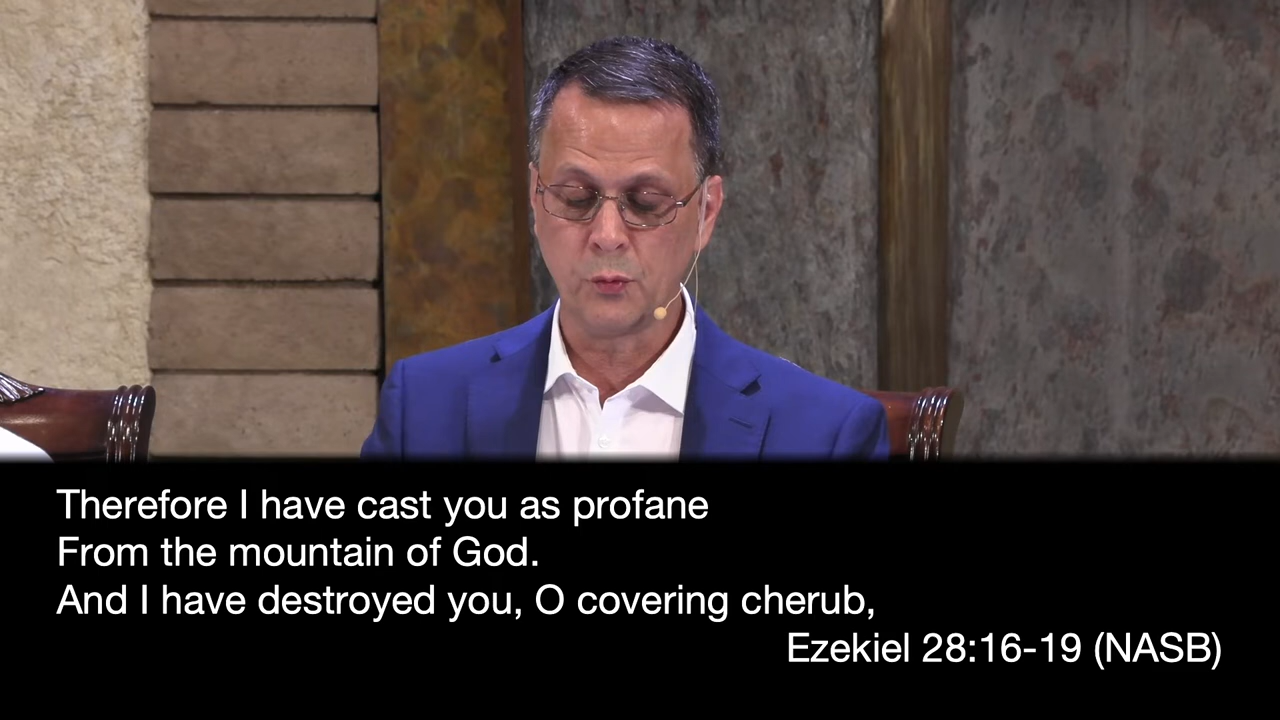 Therefore I have cast you as profane
From the mountain of God.
And I have destroyed you, O covering cherub,
Ezekiel 28:16-19 (NASB)